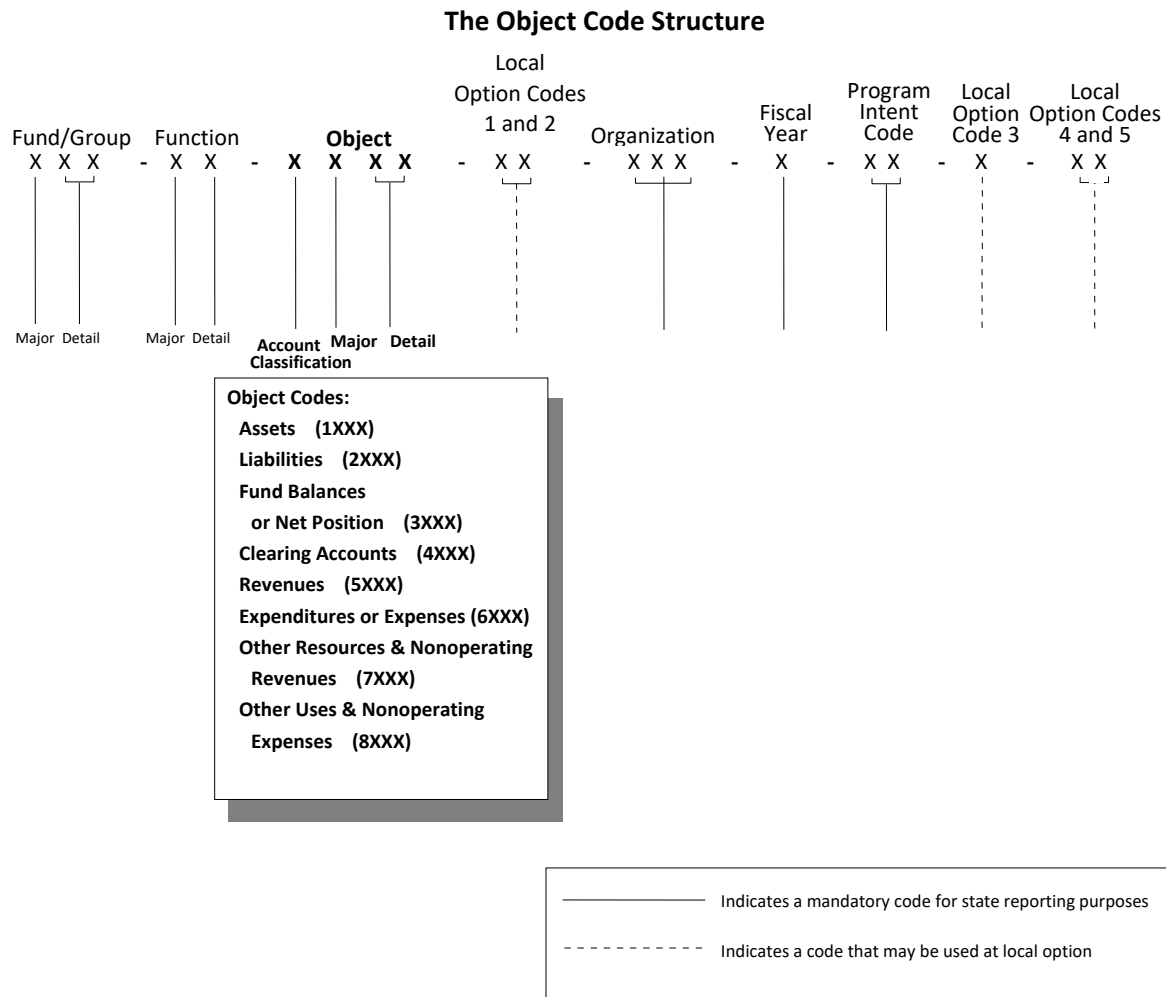 The Object Code Structure
Local
Option Codes
1 and 2
Fiscal
Year
Program
Intent
Code
Local
Option
Code 3
Local
Option Codes
4 and 5
Fund/Group Function Object Organization
X X X - X X - X X X X - X X - X X X - X - X X - X - X X
Major Detail Major Detail Account Major Detail
Classification
Object Codes:
Assets (1XXX)
Liabilities (2XXX)
Fund Balances
or Net Position (3XXX)
Clearing Accounts (4XXX)
Revenues (5XXX)
Expenditures or Expenses (6XXX)
Other Resources & Nonoperating
Revenues (7XXX)
Other Uses & Nonoperating
Expenses (8XXX)
Indicates a mandatory code for state reporting purposes
Indicates a code that may be used at local option